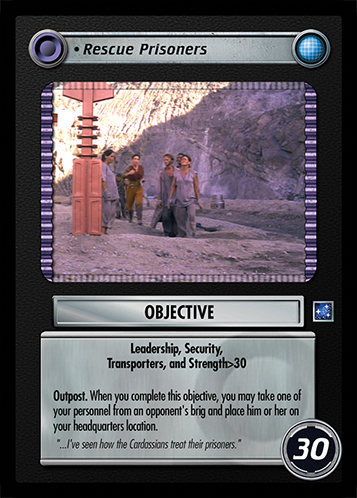 • Rescue Prisoners
OBJECTIVE
Leadership, Security,
Transporters, and Strength>30
Outpost. When you complete this objective, you may take one of
your personnel from an opponent's brig and place him or her on
your headquarters location.
"...I've seen how the Cardassians treat their prisoners."
30